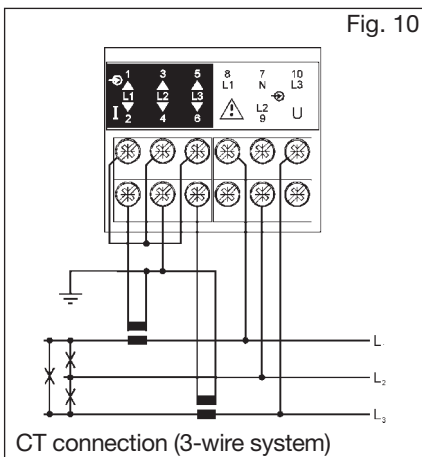 Fig. 10
1 3 5 8 7 10
L1 N L3
L1 L2 L3
L2
I U
2 4 6 9
L1
L2
L3
CT connection (3-wire system)